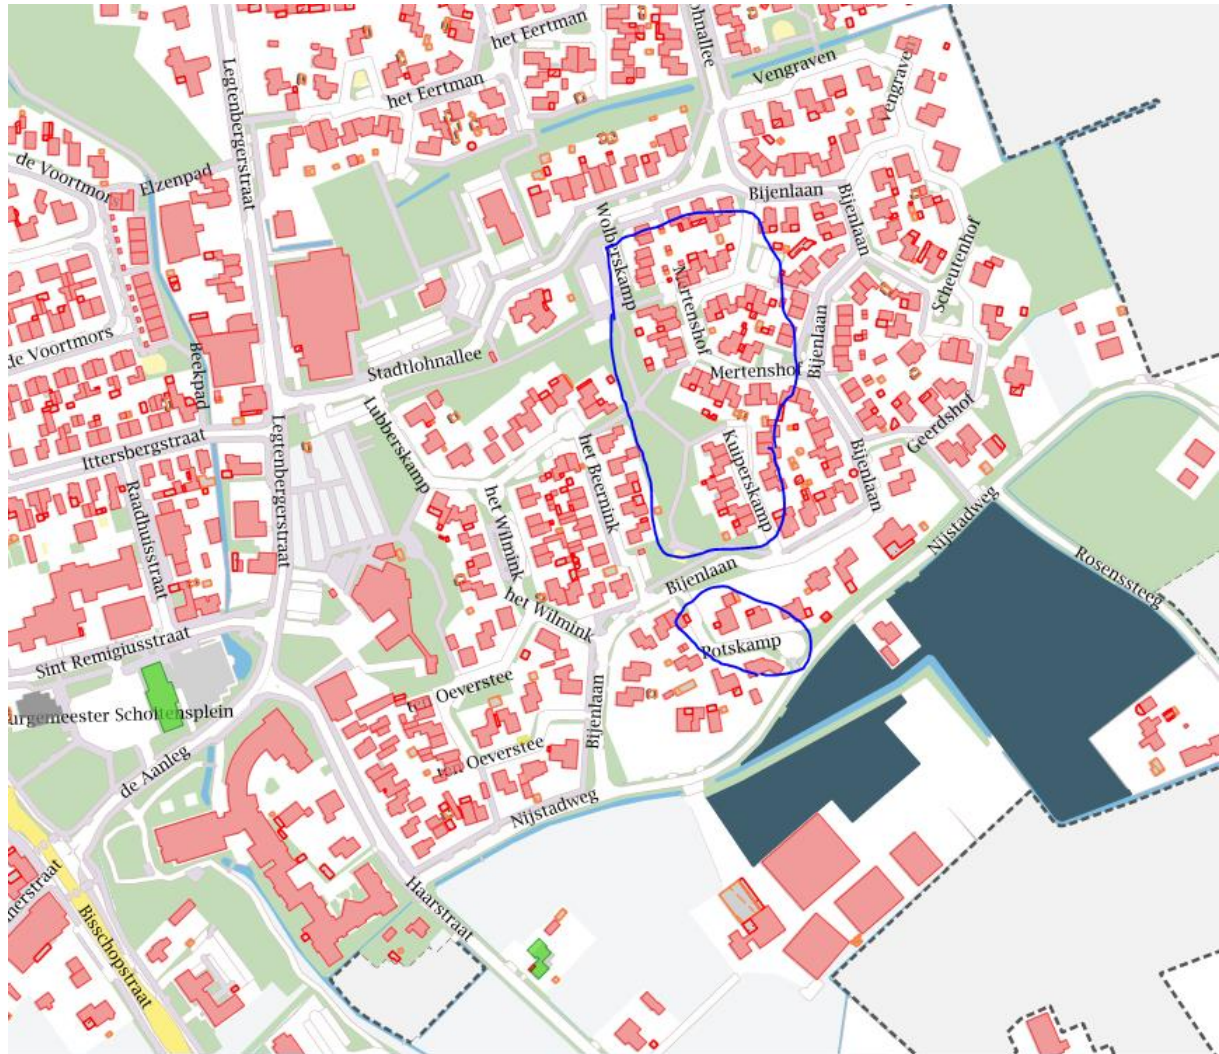 het Eertman
Vengraven
Vengraven
Legtenbergerstraat
het Eertman
de Voortmors
Elzenpad
Bijenlaan
Bijenlaan
Wolberskamp
Scheutenhof
Mertenshof
de Voortmors
Beekpad
Stadtlohnallee
Mertenshof
Bijenlaan
Lubberskamp
Geerdshof
Ittersbergstraat
Legtenbergerstraat
het Beernink
Kuiperskamp
Bijenlaan
Raadhuisstraat
het Wilmink
Nijstadweg
Rosenssteeg
Bijenlaan
het Wilmink
Sint Remigiusstraat
Potskamp
ten Oeverstee
Bijenlaan
de Aanleg
ten Oeverstee
Nijstadweg
Haarstraat
Bisschopstraat